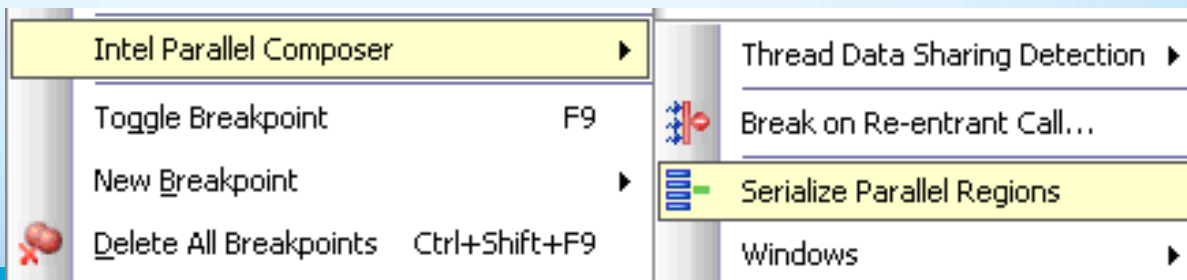 Intel Parallel Composer
Toggle Breakpoint F9
New Breakpoint
Delete All Breakpoints Ctrl+Shift+F9
Thread Data Sharing Detection
Break on Re-entrant Call...
Serialize Parallel Regions
Windows